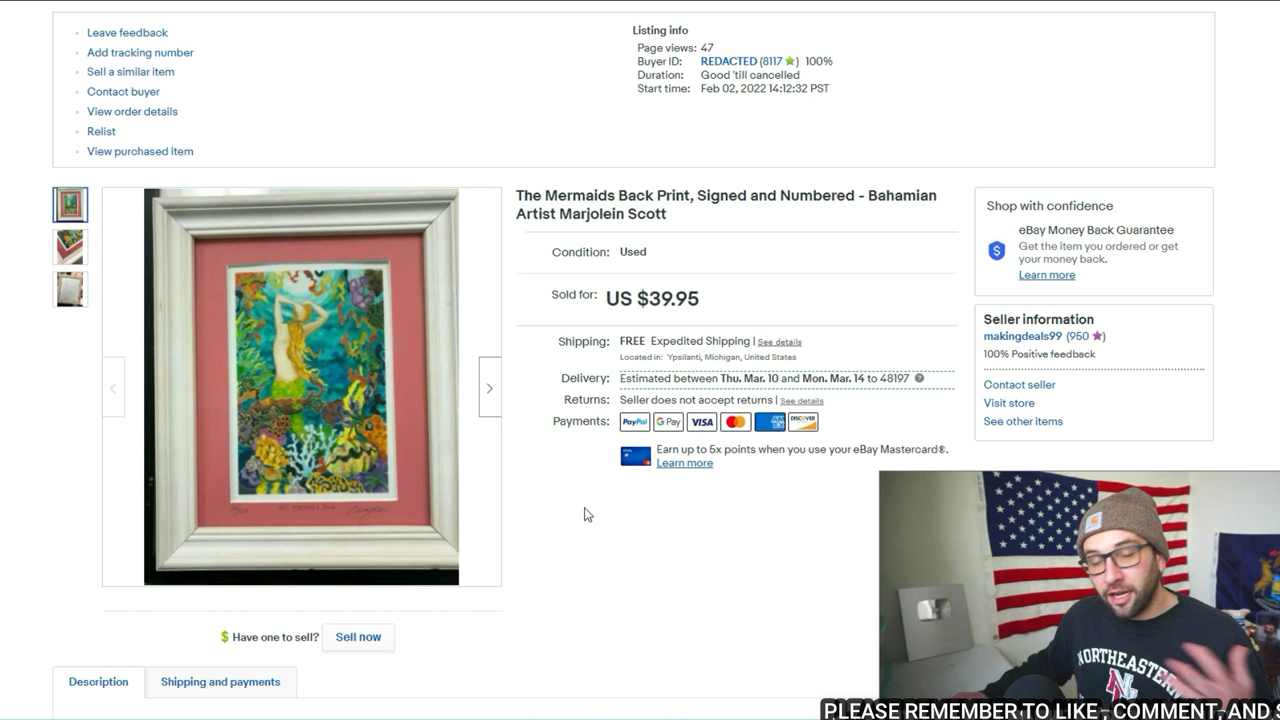 Leave feedback
Add tracking number
Sell a similar item
Contact buyer
View order details
Relist
View purchased item
Listing info
Page views: 47
Buyer ID: REDACTED (8117 ) 100%
Duration: Good 'till cancelled
Start time: Feb 02, 2022 14:12:32 PST
The Mermaids Back Print, Signed and Numbered - Bahamian
Artist Marjolein Scott
Condition: Used
Sold for: US $39.95
Shipping: FREE Expedited Shipping | See details
Located in: Ypsilanti, Michigan, United States
Delivery: Estimated between Thu. Mar. 10 and Mon. Mar. 14 to 48197 ?
Returns: Seller does not accept returns | See details
Payments: PayPal G Pay VISA AM EX DISCOVER
Earn up to 5x points when you use your eBay Mastercard®.
Learn more
Shop with confidence
$
eBay Money Back Guarantee
Get the item you ordered or get
your money back.
Learn more
Seller information
makingdeals99 (950 )
100% Positive feedback
Contact seller
Visit store
See other items
$ Have one to sell? Sell now
Description
Shipping and payments
NORTHEASTERN
N
PLEASE REMEMBER TO LIKE, COMMENT, AND S